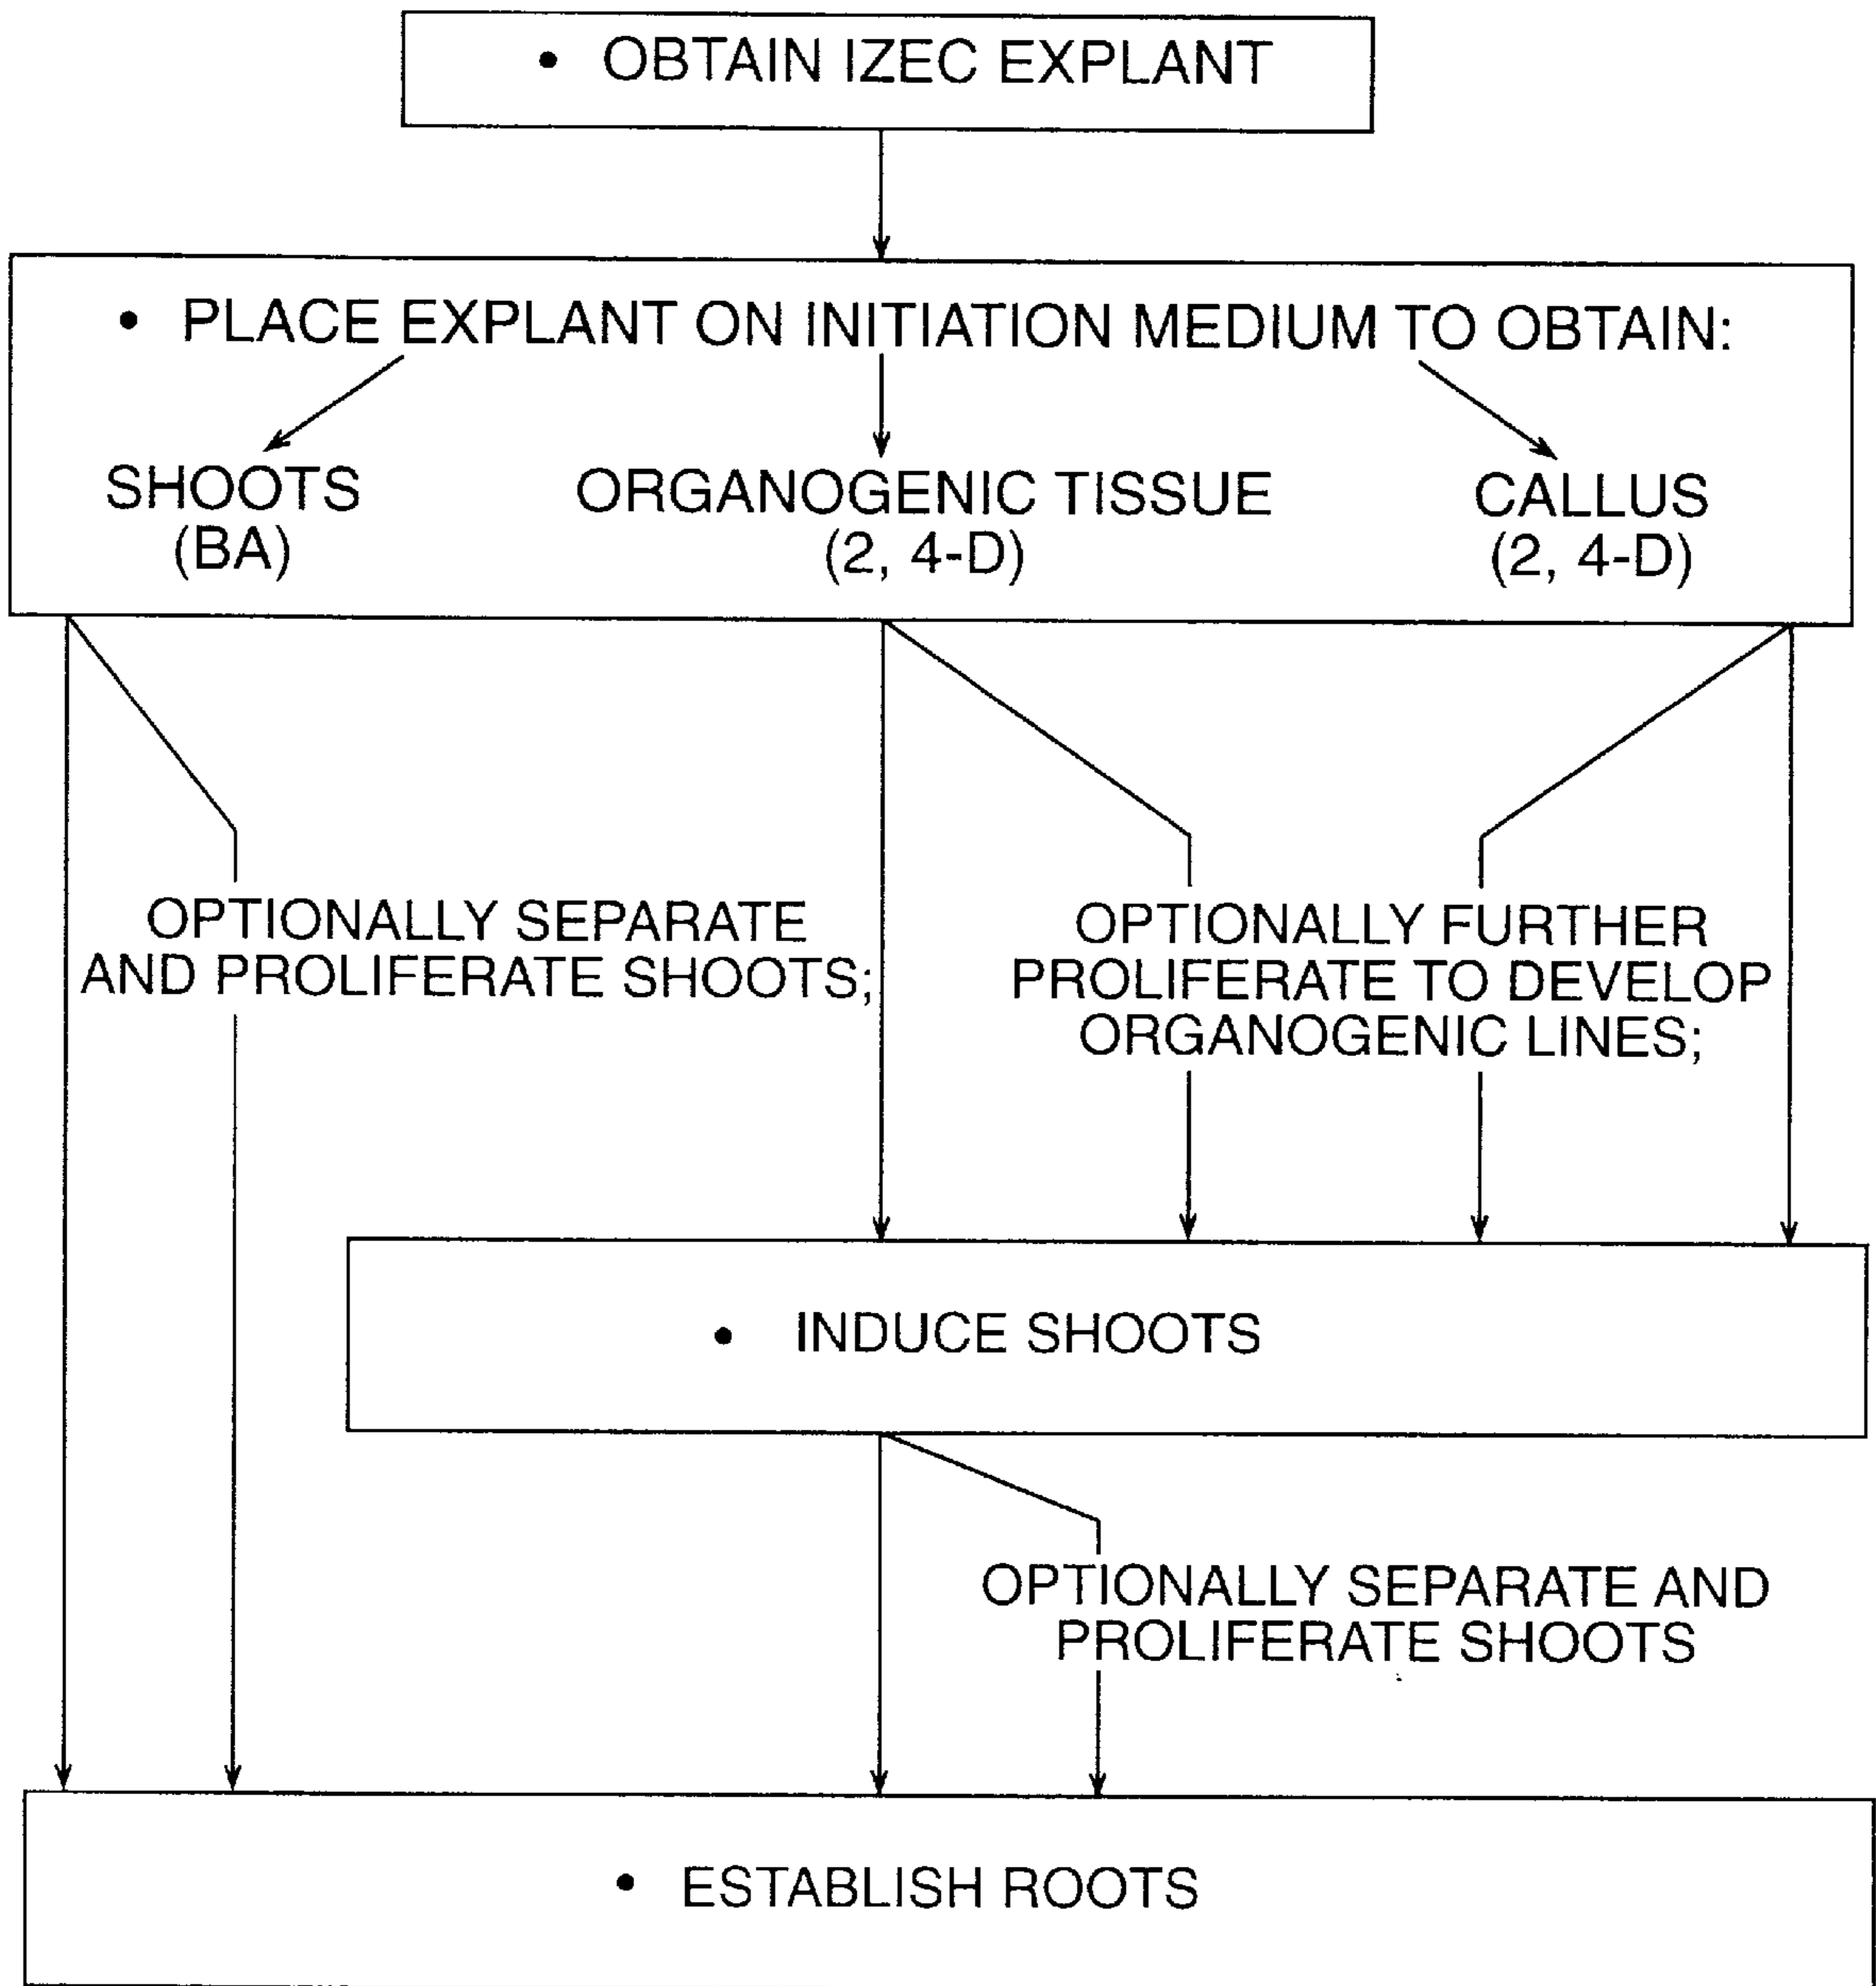 • OBTAIN IZEC EXPLANT
• PLACE EXPLANT ON INITIATION MEDIUM TO OBTAIN:
SHOOTS
(BA)
ORGANOGENIC TISSUE
(2, 4-D)
CALLUS
(2, 4-D)
OPTIONALLY SEPARATE
AND PROLIFERATE SHOOTS;
OPTIONALLY FURTHER
PROLIFERATE TO DEVELOP
ORGANOGENIC LINES;
• INDUCE SHOOTS
OPTIONALLY SEPARATE AND
PROLIFERATE SHOOTS
• ESTABLISH ROOTS